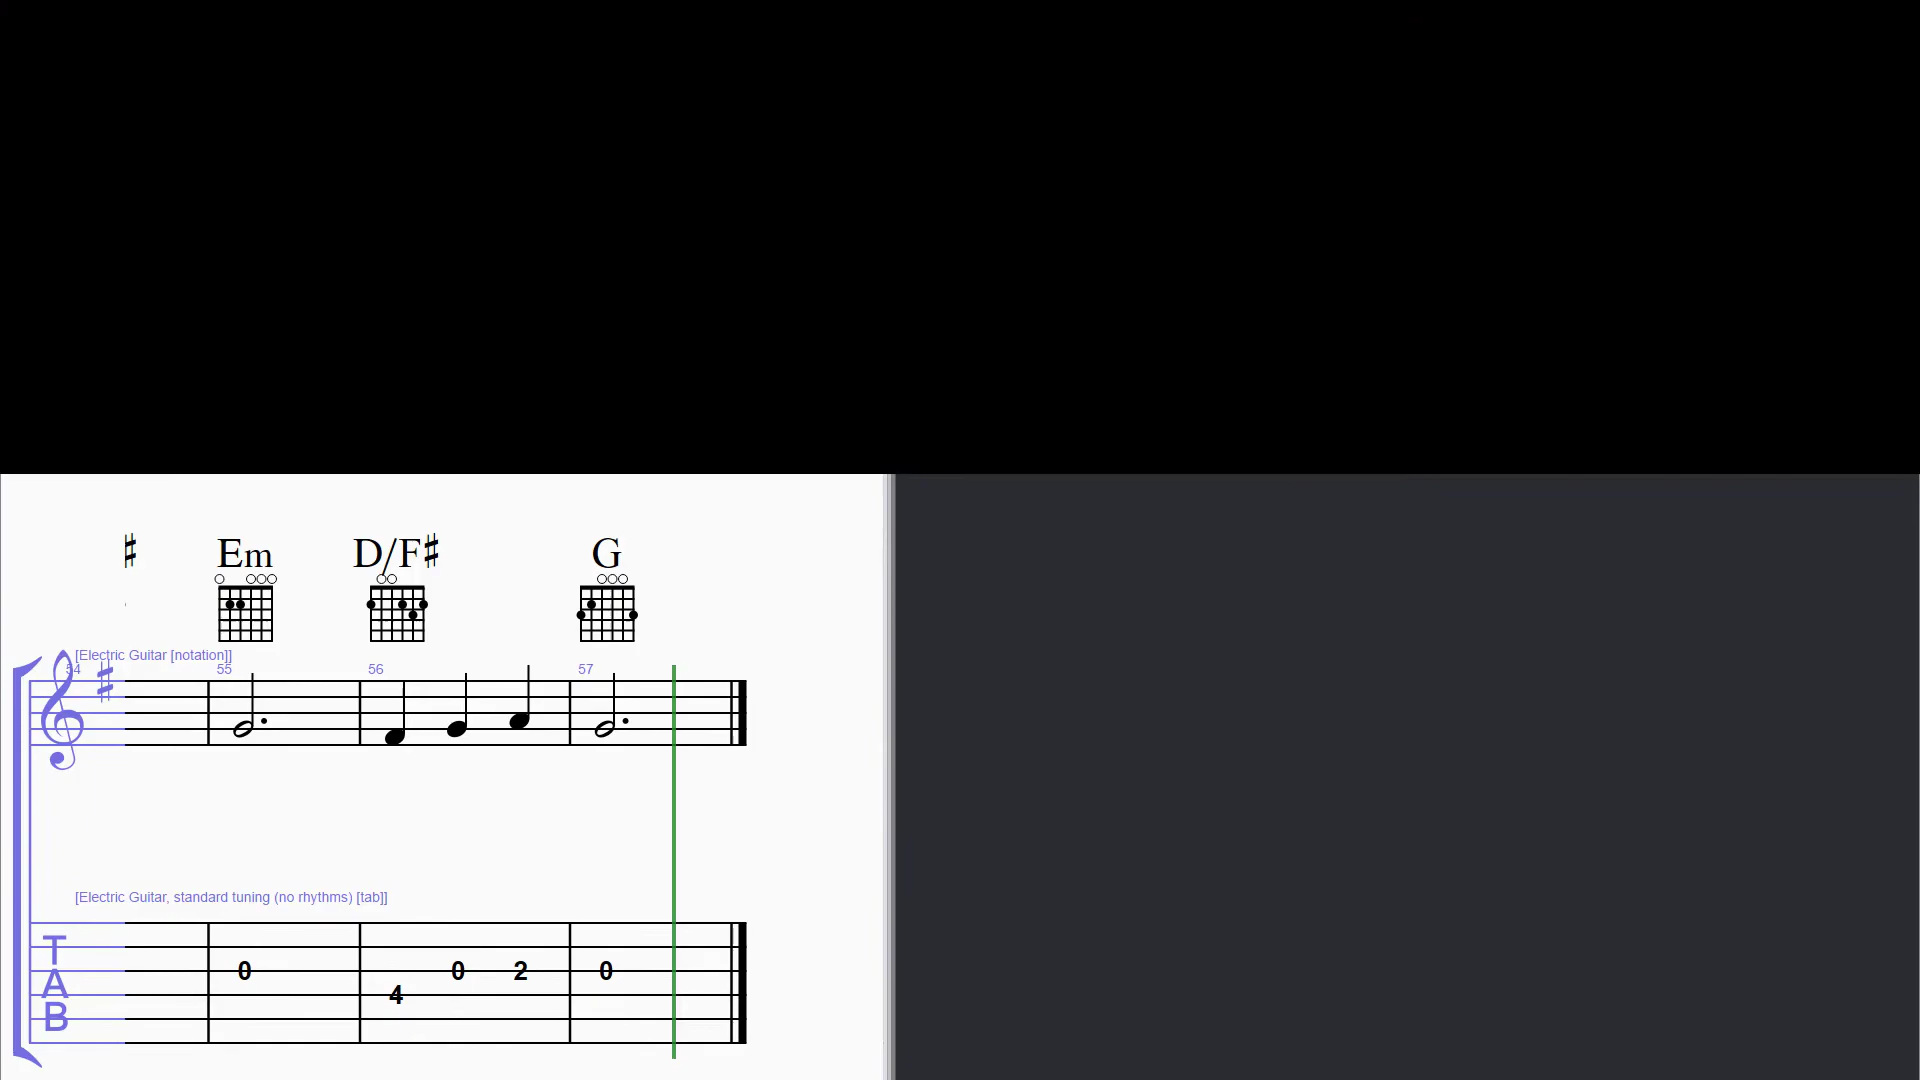 ♯ Em D/F♯ G
[Electric Guitar [notation]]
54 55 56 57
[Electric Guitar, standard tuning (no rhythms) [tab]]
T
A
B
0 4 0 2 0